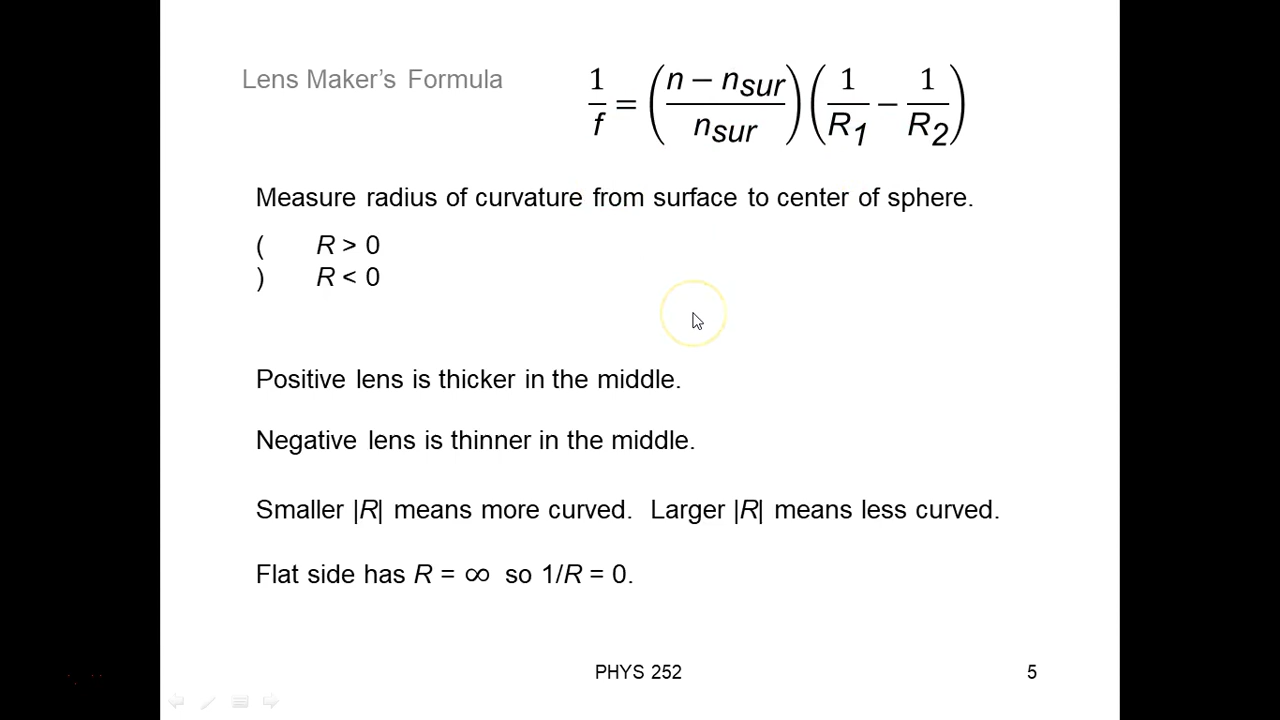 Lens Maker's Formula
1/f = ((n − n_sur)/n_sur) (1/R_1 − 1/R_2)
Measure radius of curvature from surface to center of sphere.
( R > 0
) R < 0
Positive lens is thicker in the middle.
Negative lens is thinner in the middle.
Smaller |R| means more curved. Larger |R| means less curved.
Flat side has R = ∞ so 1/R = 0.
PHYS 252 5